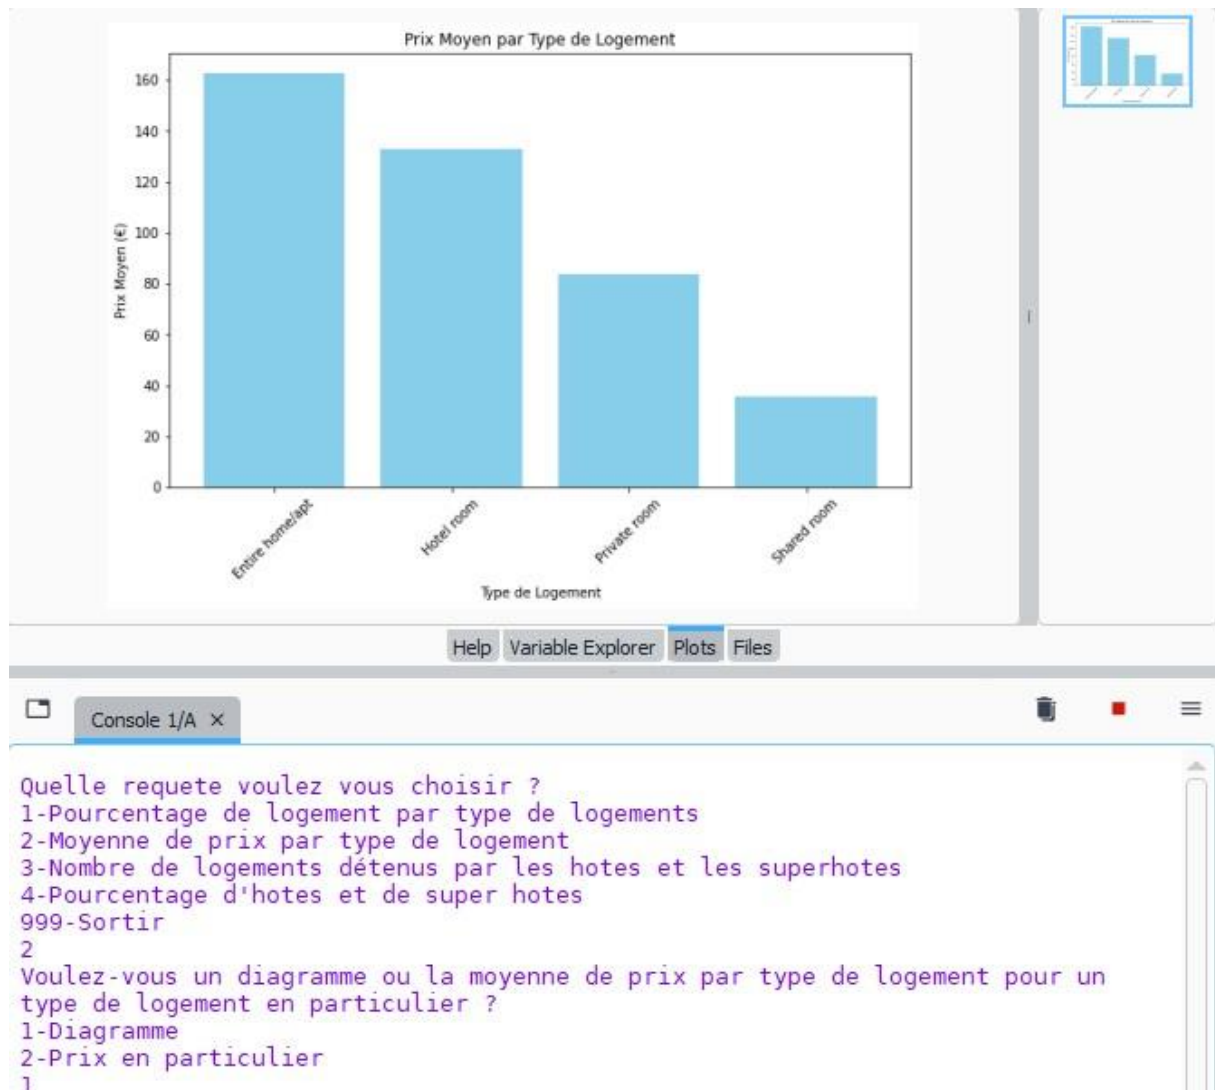 Prix Moyen par Type de Logement
160
140
120
100
80
60
40
20
0
Prix Moyen (€)
Entire home/apt
Hotel room
Private room
Shared room
Type de Logement
Help Variable Explorer Plots Files
Console 1/A ×
Quelle requete voulez vous choisir ?
1-Pourcentage de logement par type de logements
2-Moyenne de prix par type de logement
3-Nombre de logements détenus par les hotes et les superhotes
4-Pourcentage d'hotes et de super hotes
999-Sortir
2
Voulez-vous un diagramme ou la moyenne de prix par type de logement pour un
type de logement en particulier ?
1-Diagramme
2-Prix en particulier
1